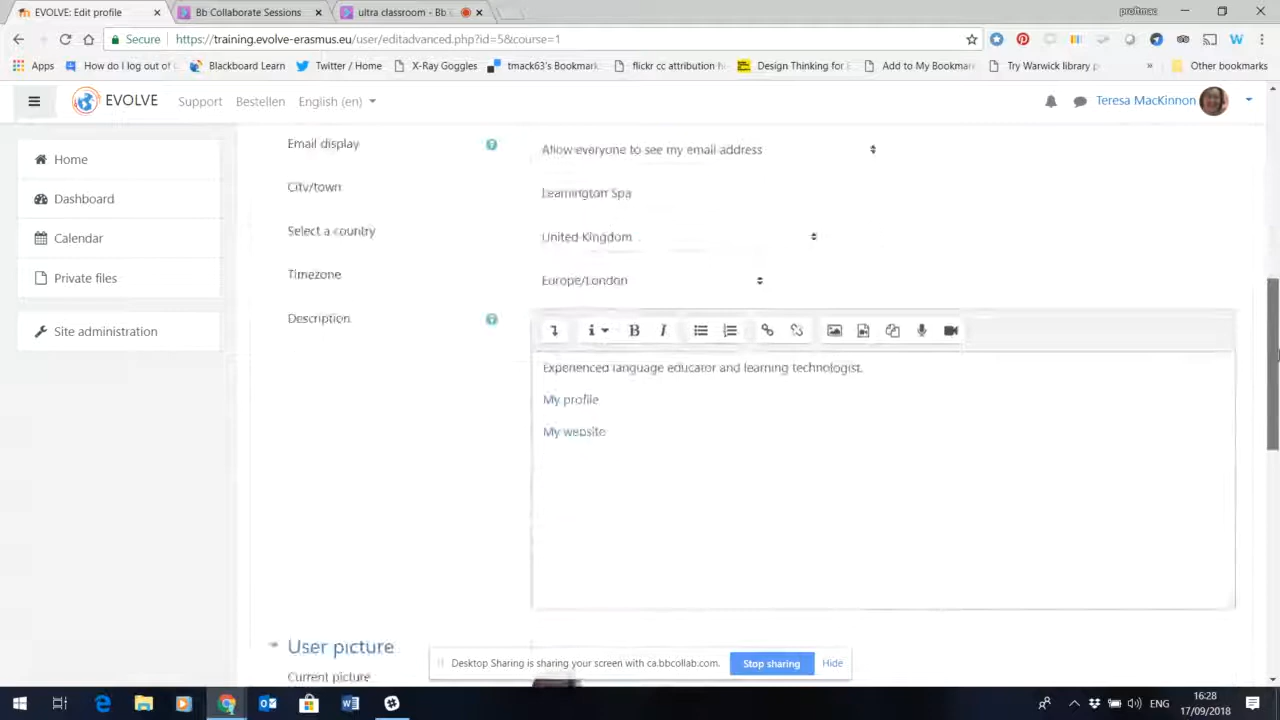 EVOLVE: Edit profile
Bb Collaborate Sessions
ultra classroom - Bb
profmac
Secure
https://training.evolve-erasmus.eu/user/editadvanced.php?id=5&course=1
Apps
How do I log out of
Blackboard Learn
Twitter / Home
X-Ray Goggles
tmack63's Bookmark
flickr cc attribution h
Design Thinking for
Add to My Bookmar
Try Warwick library p
»
Other bookmarks
EVOLVE
Support
Bestellen
English (en)
Teresa MacKinnon
Home
Dashboard
Calendar
Private files
Site administration
Email display
Allow everyone to see my email address
City/town
Leamington Spa
Select a country
United Kingdom
Timezone
Europe/London
Description
B I
Experienced language educator and learning technologist.
My profile
My website
User picture
Current picture
Desktop Sharing is sharing your screen with ca.bbcollab.com.
Stop sharing
Hide
ENG
16:28
17/09/2018